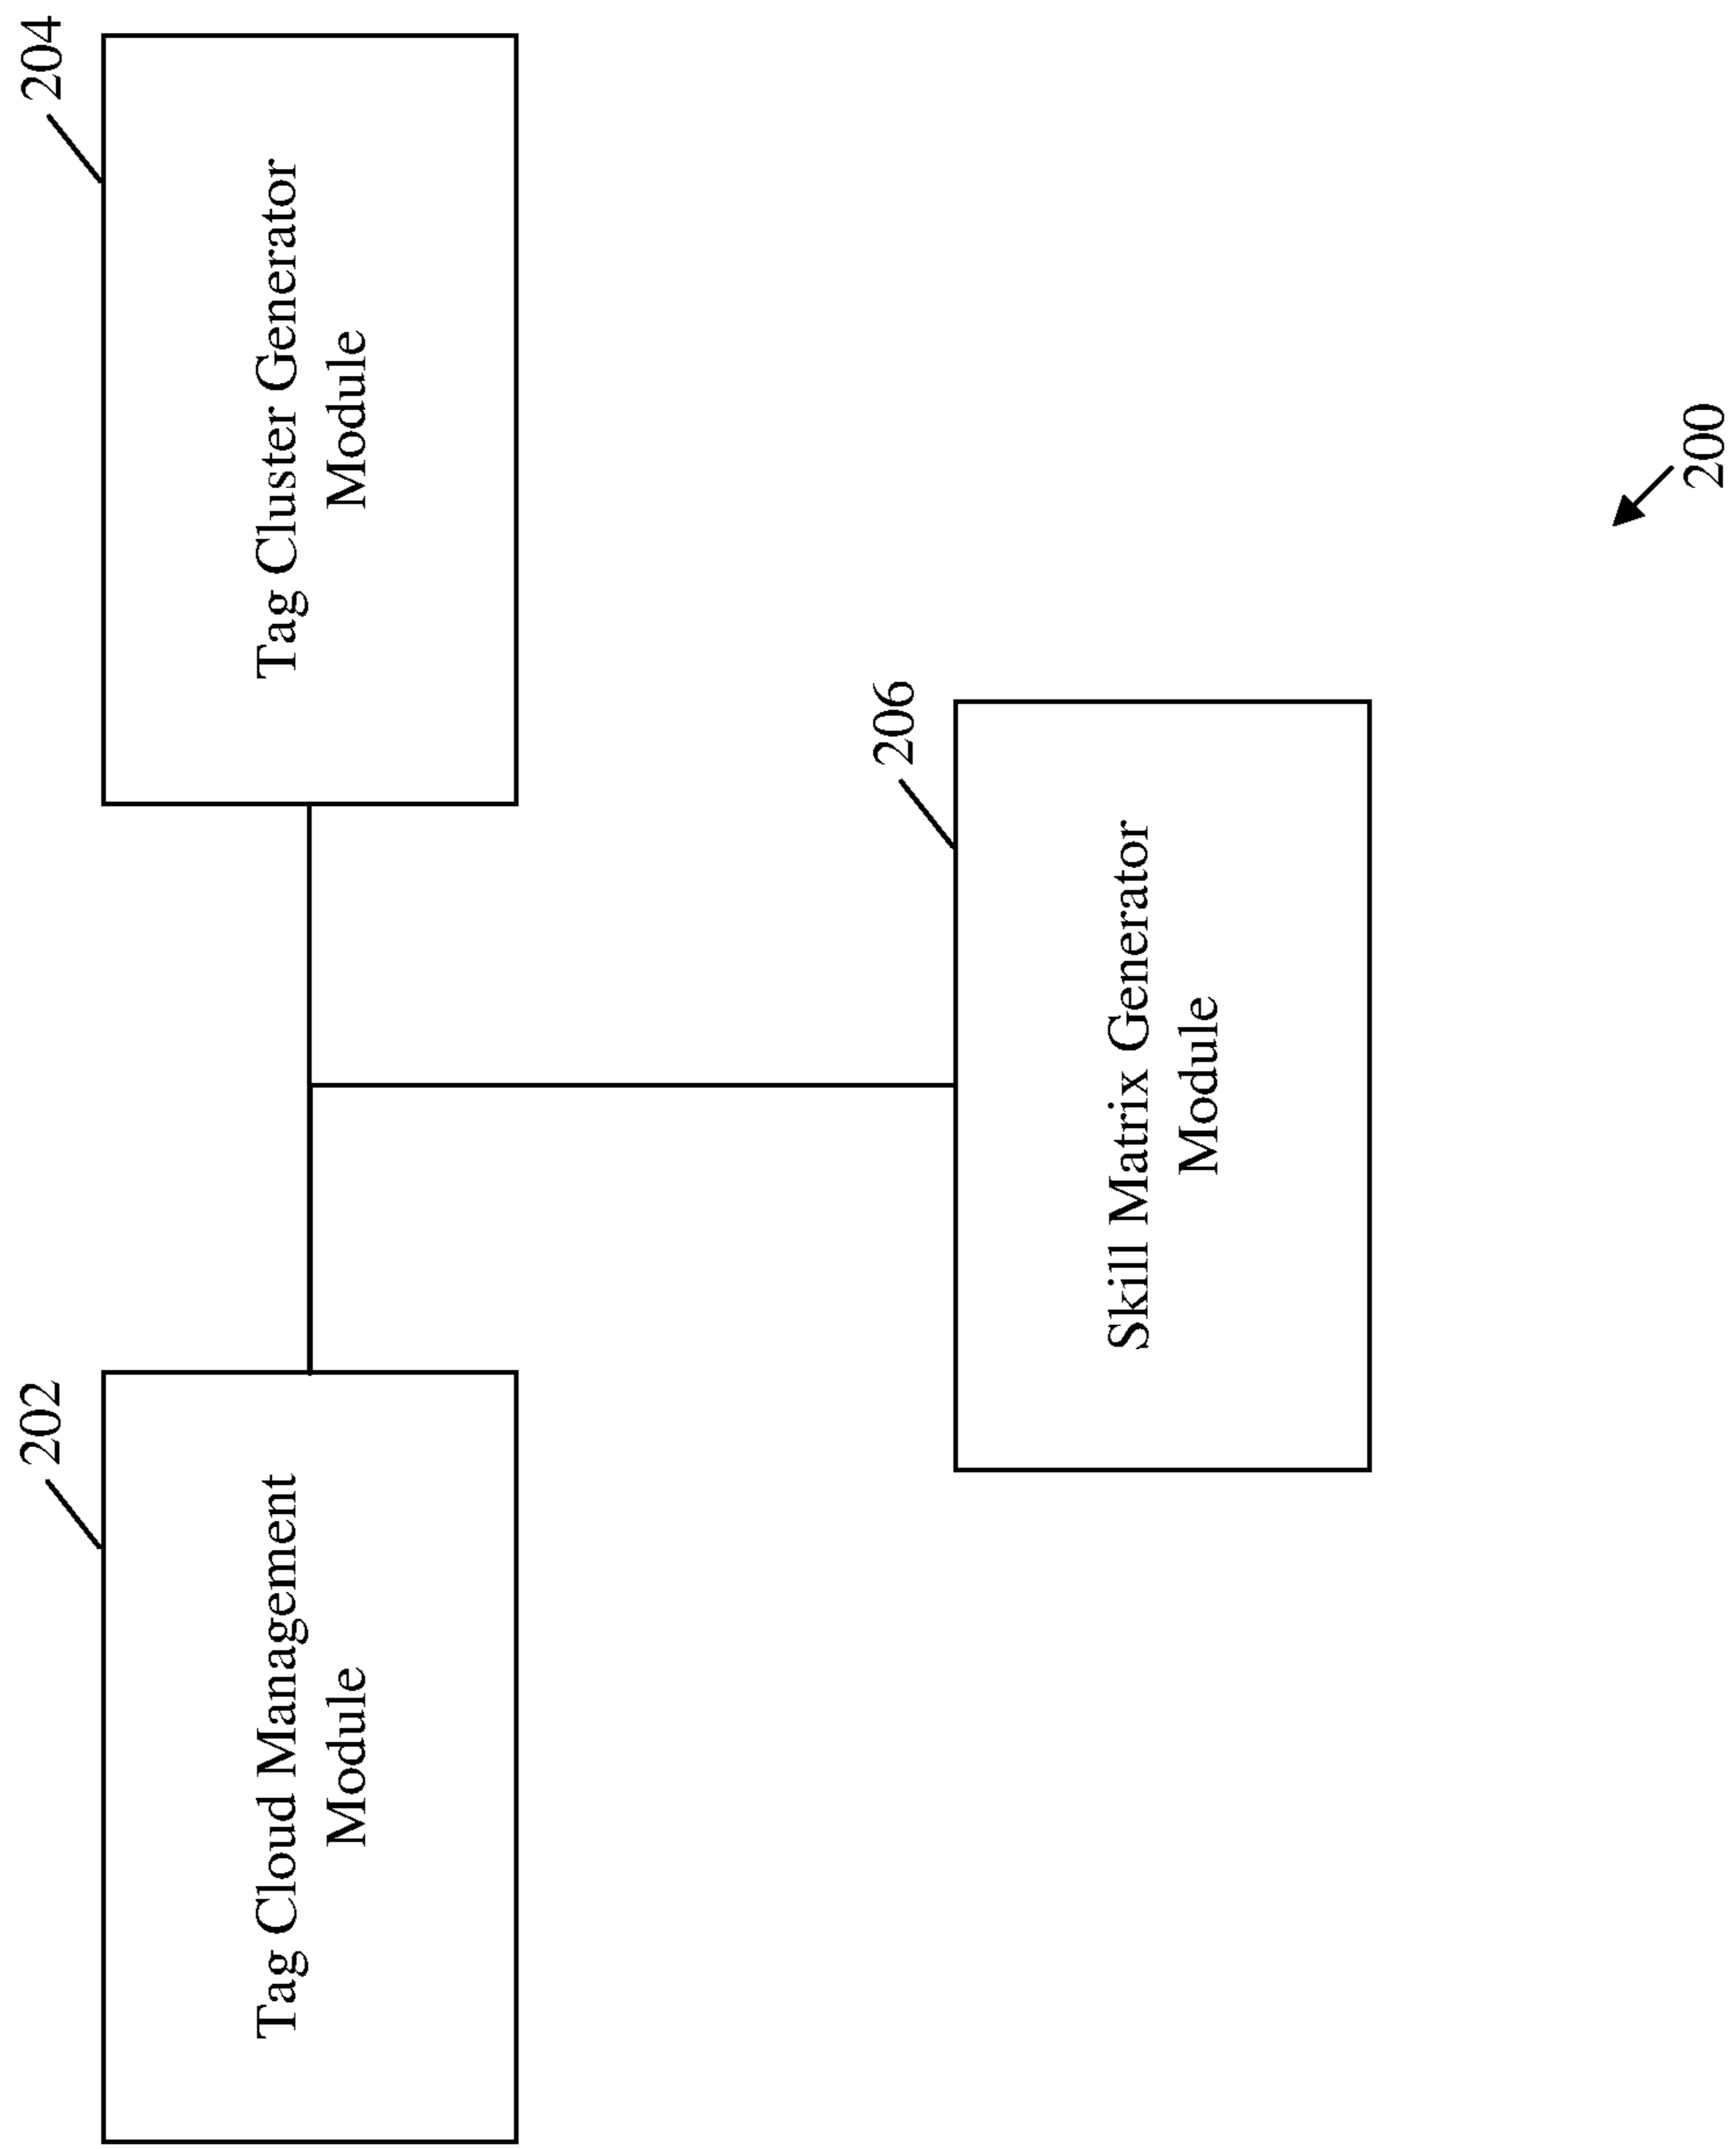 202
Tag Cloud Management
Module
204
Tag Cluster Generator
Module
206
Skill Matrix Generator
Module
200